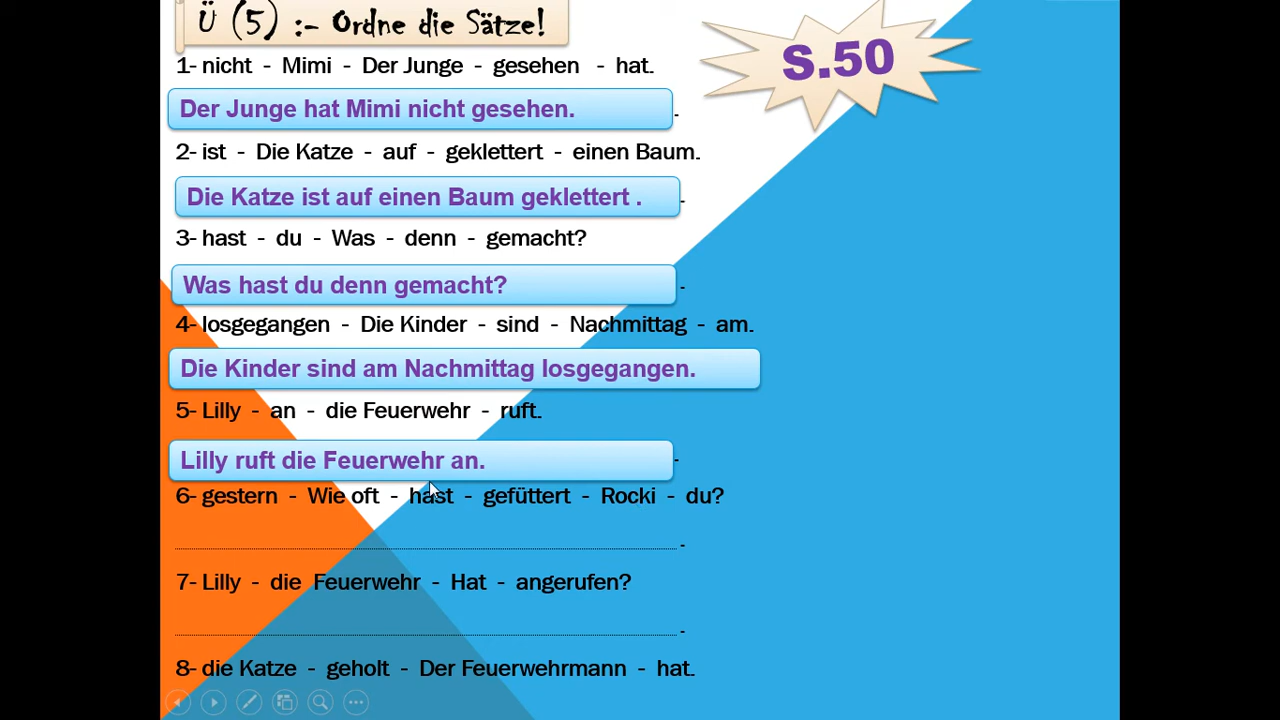 Ü (5) :- Ordne die Sätze!
S.50
1- nicht - Mimi - Der Junge - gesehen - hat.
Der Junge hat Mimi nicht gesehen.
2- ist - Die Katze - auf - geklettert - einen Baum.
Die Katze ist auf einen Baum geklettert .
3- hast - du - Was - denn - gemacht?
Was hast du denn gemacht?
4- losgegangen - Die Kinder - sind - Nachmittag - am.
Die Kinder sind am Nachmittag losgegangen.
5- Lilly - an - die Feuerwehr - ruft.
Lilly ruft die Feuerwehr an.
6- gestern - Wie oft - hast - gefüttert - Rocki - du?
7- Lilly - die Feuerwehr - Hat - angerufen?
8- die Katze - geholt - Der Feuerwehrmann - hat.